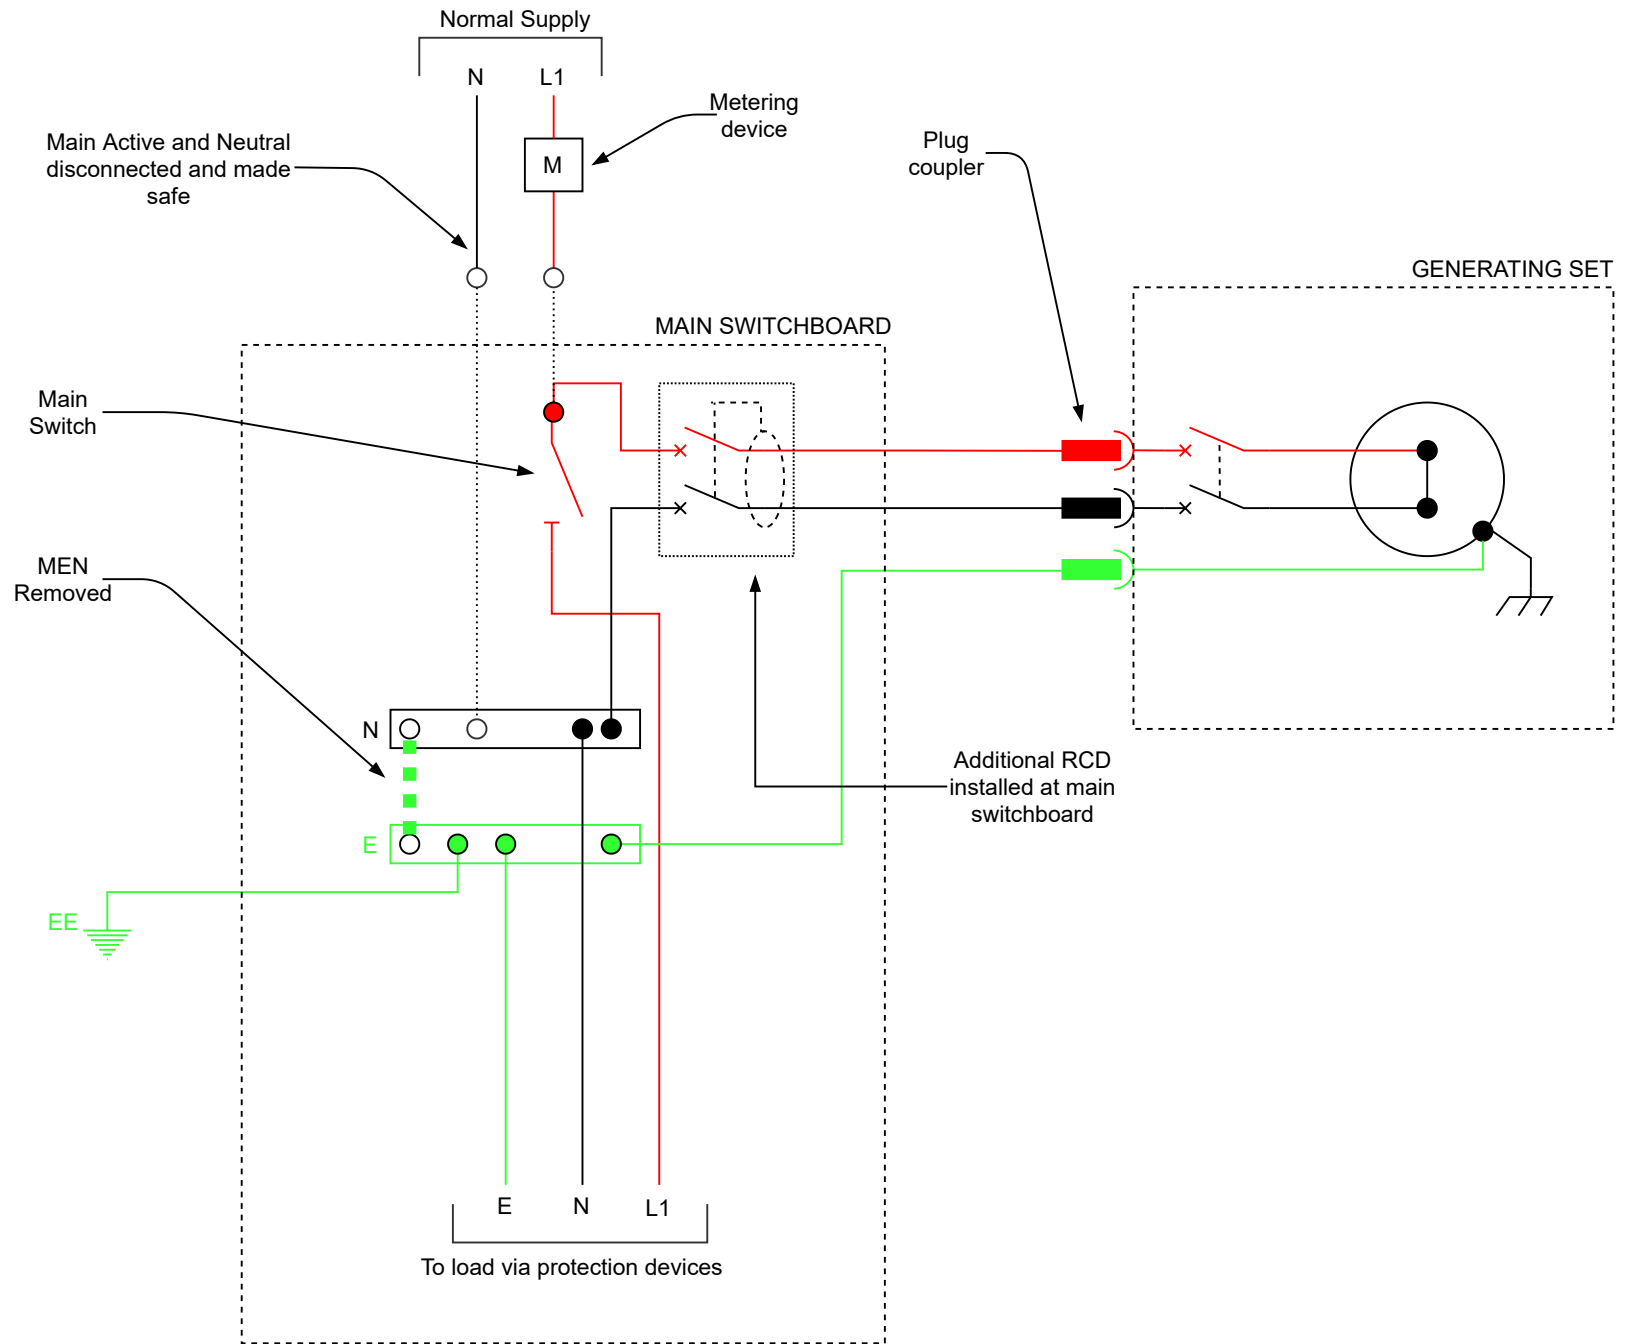 Normal Supply
N
L1
Metering
device
M
Main Active and Neutral
disconnected and made
safe
Plug
coupler
GENERATING SET
MAIN SWITCHBOARD
Main
Switch
MEN
Removed
N
E
Additional RCD
installed at main
switchboard
EE
E
N
L1
To load via protection devices